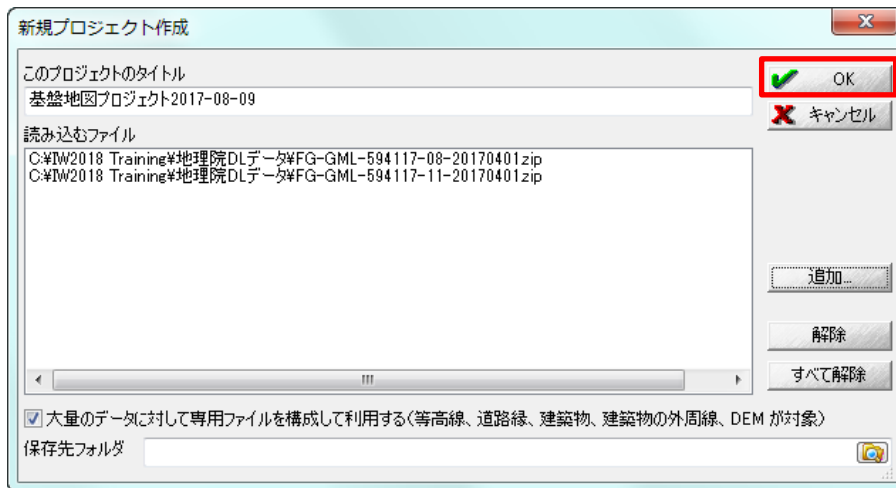 新規プロジェクト作成
このプロジェクトのタイトル
基盤地図プロジェクト2017-08-09
読み込むファイル
C:¥IW2018 Training¥地理院DLデータ¥FG-GML-594117-08-20170401.zip
C:¥IW2018 Training¥地理院DLデータ¥FG-GML-594117-11-20170401.zip
OK
キャンセル
追加...
解除
すべて解除
大量のデータに対して専用ファイルを構成して利用する(等高線、道路縁、建築物、建築物の外周線、DEM が対象)
保存先フォルダ